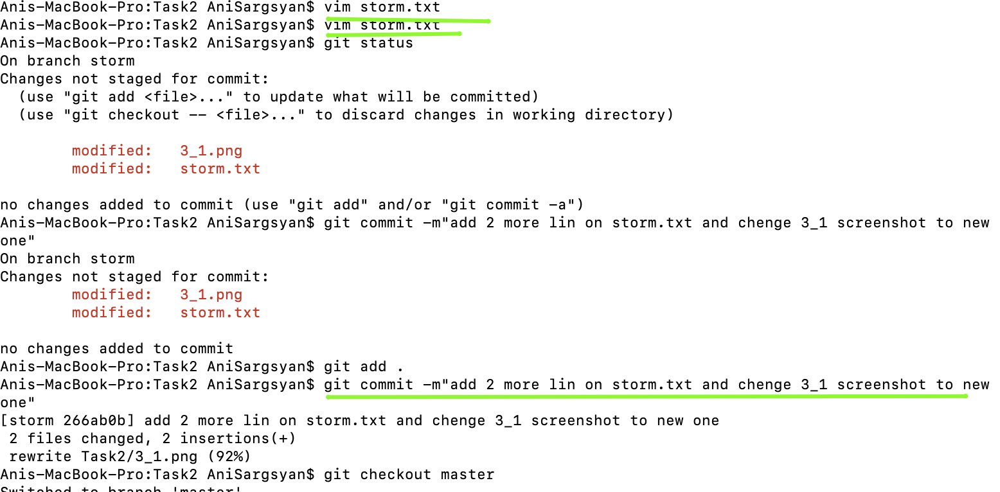 Anis-MacBook-Pro:Task2 AniSargsyan$ vim storm.txt
Anis-MacBook-Pro:Task2 AniSargsyan$ vim storm.txt
Anis-MacBook-Pro:Task2 AniSargsyan$ git status
On branch storm
Changes not staged for commit:
  (use "git add <file>..." to update what will be committed)
  (use "git checkout -- <file>..." to discard changes in working directory)

        modified:   3_1.png
        modified:   storm.txt

no changes added to commit (use "git add" and/or "git commit -a")
Anis-MacBook-Pro:Task2 AniSargsyan$ git commit -m"add 2 more lin on storm.txt and chenge 3_1 screenshot to new
one"
On branch storm
Changes not staged for commit:
        modified:   3_1.png
        modified:   storm.txt

no changes added to commit
Anis-MacBook-Pro:Task2 AniSargsyan$ git add .
Anis-MacBook-Pro:Task2 AniSargsyan$ git commit -m"add 2 more lin on storm.txt and chenge 3_1 screenshot to new
one"
[storm 266ab0b] add 2 more lin on storm.txt and chenge 3_1 screenshot to new one
 2 files changed, 2 insertions(+)
 rewrite Task2/3_1.png (92%)
Anis-MacBook-Pro:Task2 AniSargsyan$ git checkout master
Switched to branch 'master'